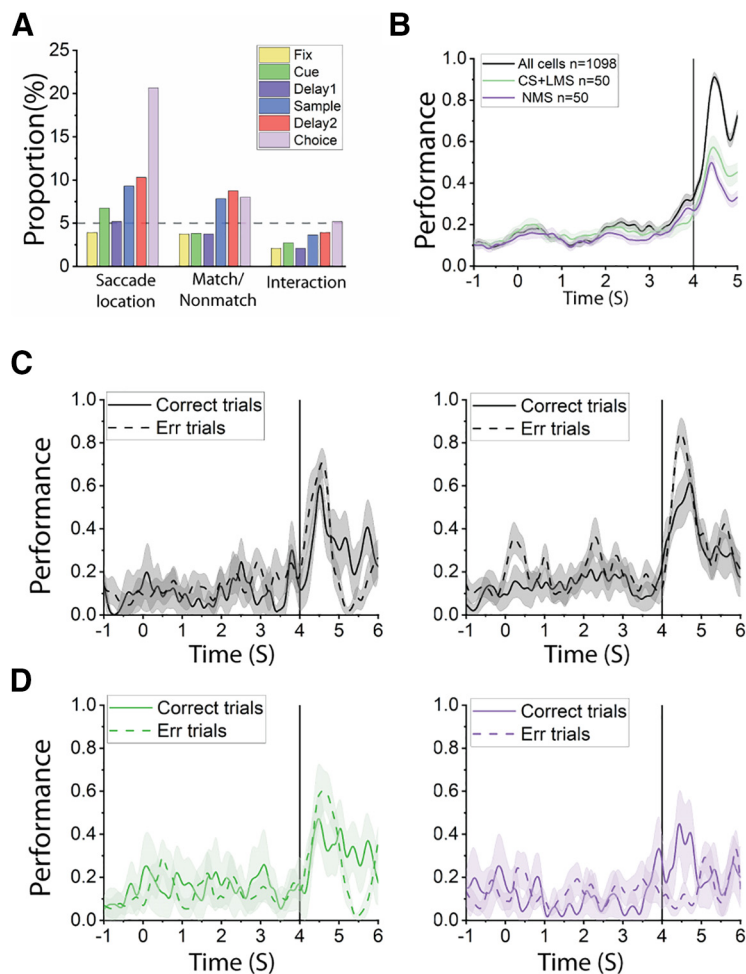 A
Proportion(%)
25
20
15
10
5
0
Fix
Cue
Delay1
Sample
Delay2
Choice
Saccade
location
Match/
Nonmatch
Interaction
B
Performance
1.0
0.8
0.6
0.4
0.2
0.0
All cells n=1098
CS+LMS n=50
NMS n=50
-1 0 1 2 3 4 5
Time (S)
C
Performance
1.0
0.8
0.6
0.4
0.2
0.0
Correct trials
Err trials
-1 0 1 2 3 4 5 6
Time (S)
Performance
1.0
0.8
0.6
0.4
0.2
0.0
Correct trials
Err trials
-1 0 1 2 3 4 5 6
Time (S)
D
Performance
1.0
0.8
0.6
0.4
0.2
0.0
Correct trials
Err trials
-1 0 1 2 3 4 5 6
Time (S)
Performance
1.0
0.8
0.6
0.4
0.2
0.0
Correct trials
Err trials
-1 0 1 2 3 4 5 6
Time (S)